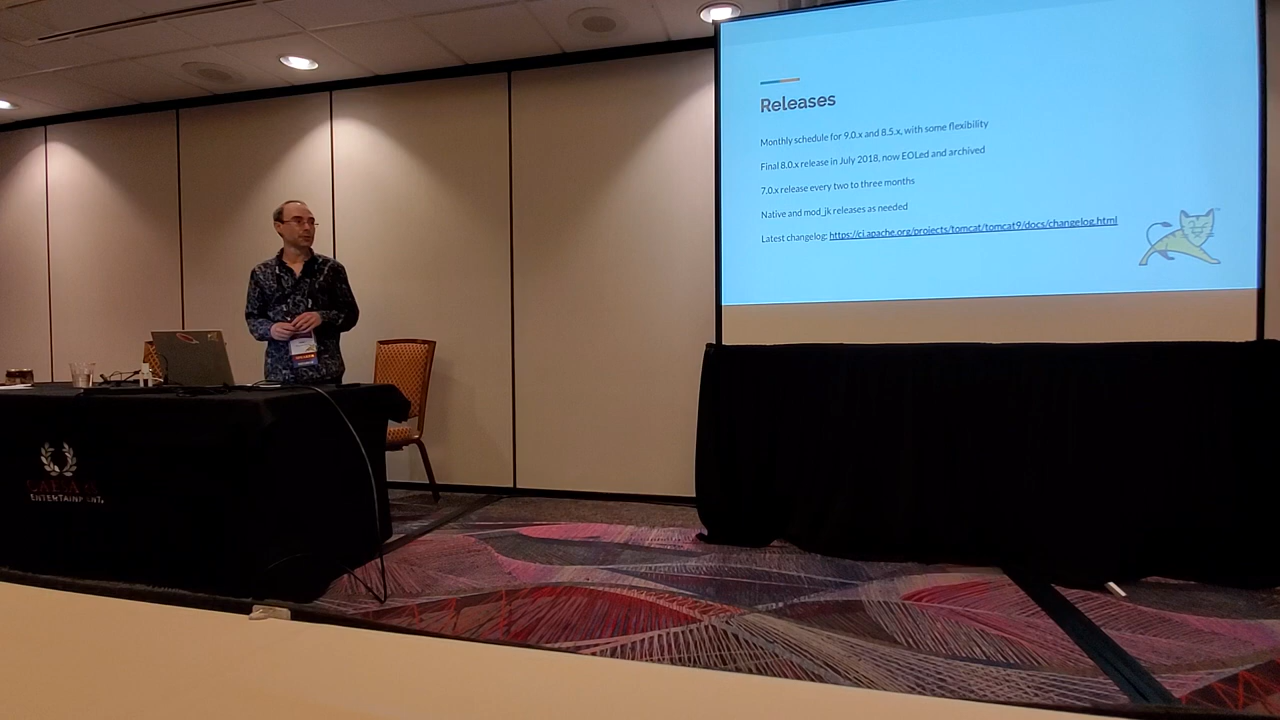 Releases
Monthly schedule for 9.0.x and 8.5.x, with some flexibility
Final 8.0.x release in July 2018, now EOLed and archived
7.0.x release every two to three months
Native and mod_jk releases as needed
Latest changelog: https://ci.apache.org/projects/tomcat/tomcat9/docs/changelog.html
ENTERTAINMENT